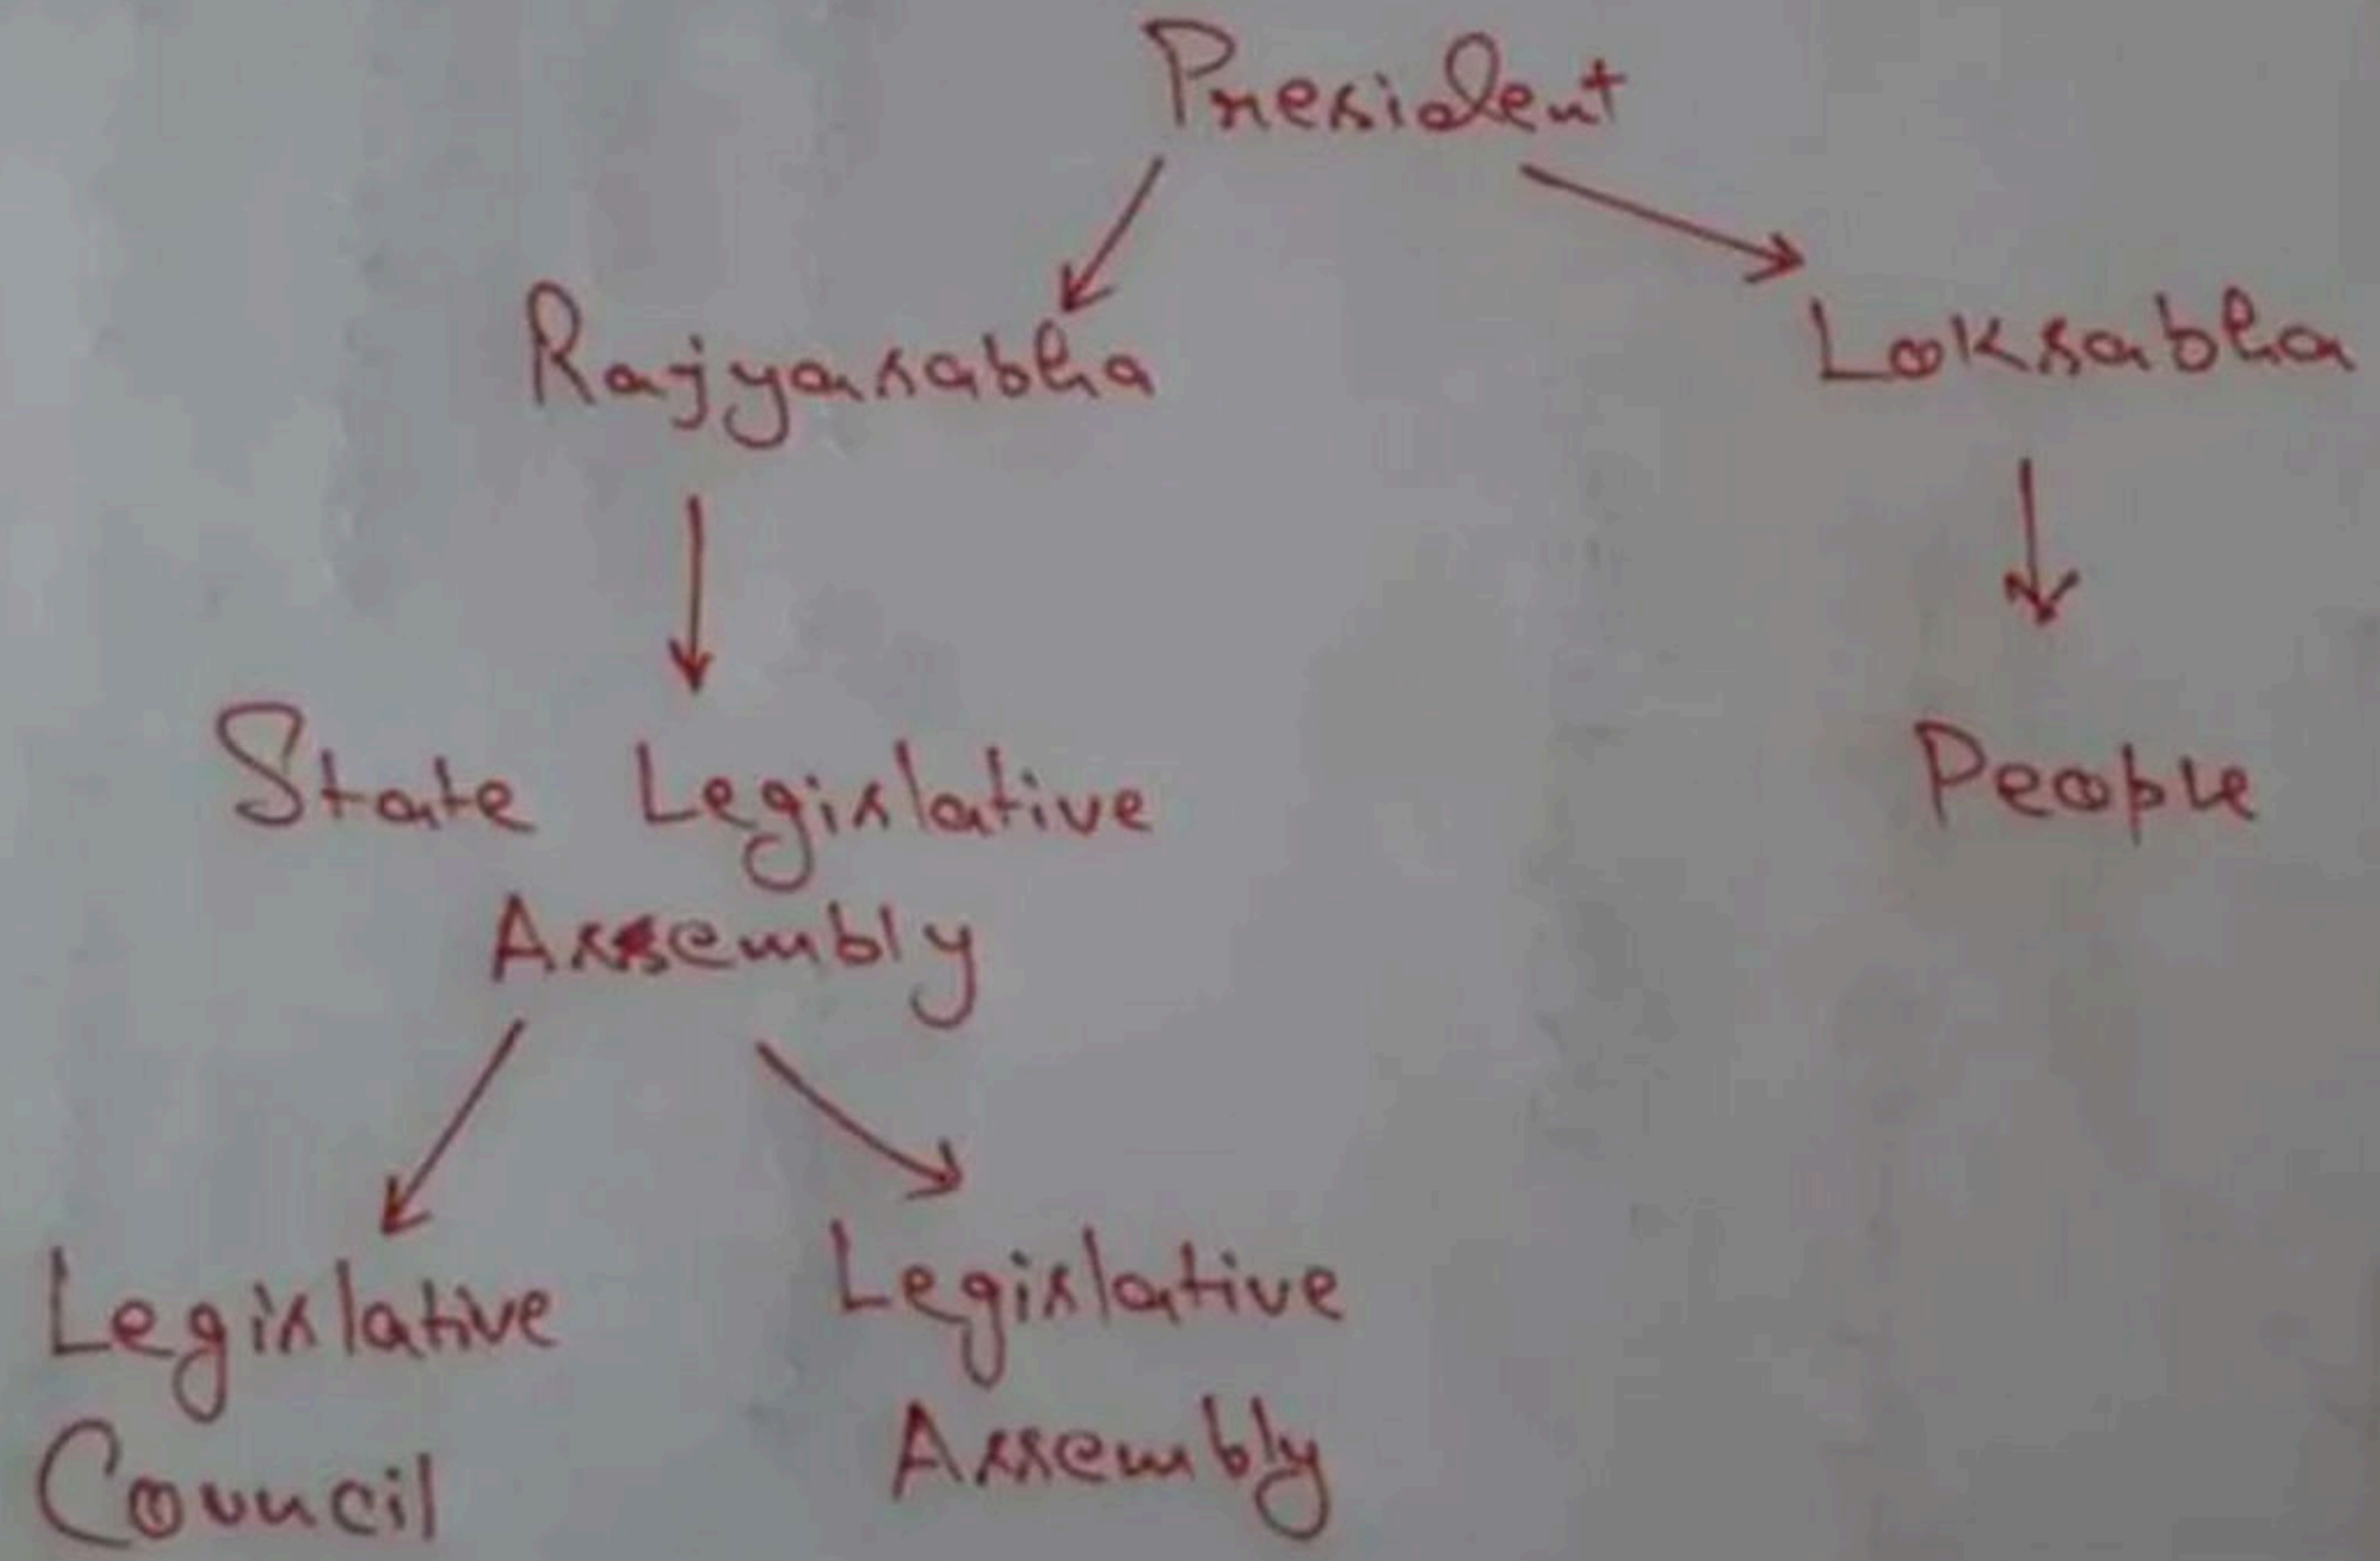 President
Rajyasabha
Loksabha
State Legislative
Assembly
People
Legislative
Council
Legislative
Assembly